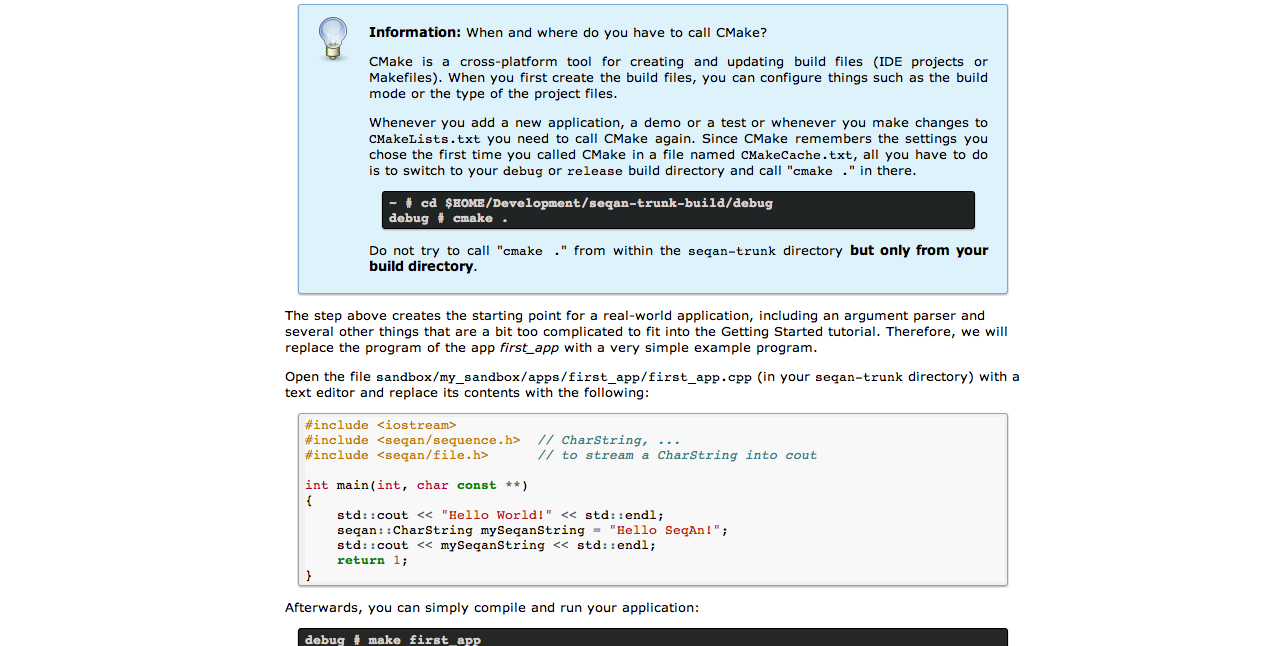 Information: When and where do you have to call CMake?
CMake is a cross-platform tool for creating and updating build files (IDE projects or
Makefiles). When you first create the build files, you can configure things such as the build
mode or the type of the project files.
Whenever you add a new application, a demo or a test or whenever you make changes to
CMakeLists.txt you need to call CMake again. Since CMake remembers the settings you
chose the first time you called CMake in a file named CMakeCache.txt, all you have to do
is to switch to your debug or release build directory and call "cmake ." in there.
~ # cd $HOME/Development/seqan-trunk-build/debug
debug # cmake .
Do not try to call "cmake ." from within the seqan-trunk directory but only from your
build directory.
The step above creates the starting point for a real-world application, including an argument parser and
several other things that are a bit too complicated to fit into the Getting Started tutorial. Therefore, we will
replace the program of the app first_app with a very simple example program.
Open the file sandbox/my_sandbox/apps/first_app/first_app.cpp (in your seqan-trunk directory) with a
text editor and replace its contents with the following:
#include <iostream>
#include <seqan/sequence.h>  // CharString, ...
#include <seqan/file.h>      // to stream a CharString into cout
int main(int, char const **)
{
    std::cout << "Hello World!" << std::endl;
    seqan::CharString mySeqanString = "Hello SeqAn!";
    std::cout << mySeqanString << std::endl;
    return 1;
}
Afterwards, you can simply compile and run your application:
debug # make first_app